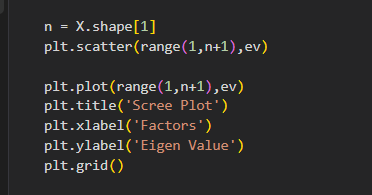 n = X.shape[1]
plt.scatter(range(1,n+1),ev)
plt.plot(range(1,n+1),ev)
plt.title('Scree Plot')
plt.xlabel('Factors')
plt.ylabel('Eigen Value')
plt.grid()